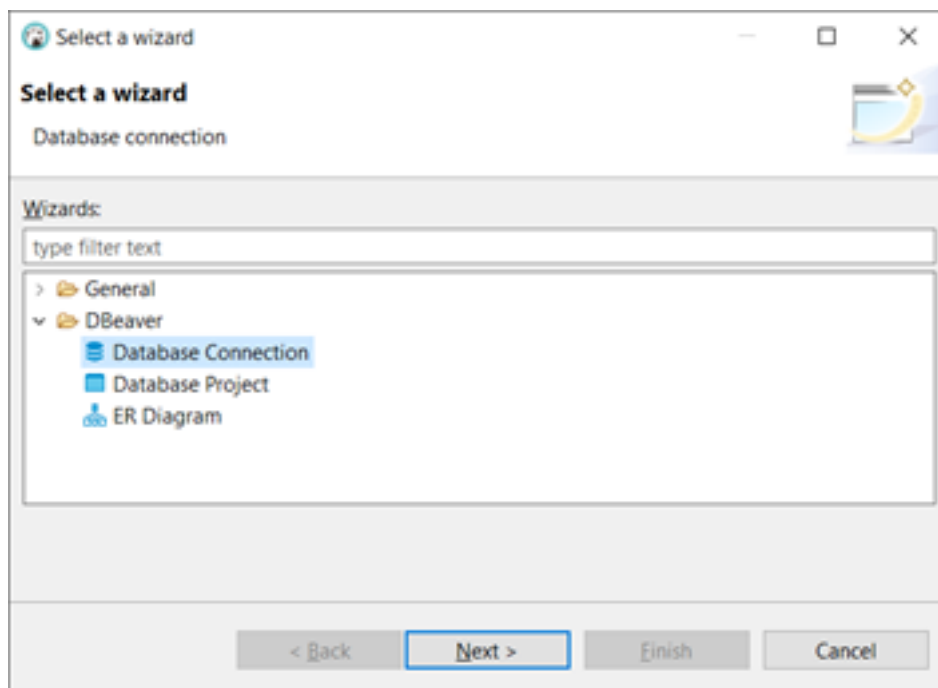 Select a wizard
Select a wizard
Database connection
Wizards:
type filter text
General
DBeaver
Database Connection
Database Project
ER Diagram
< Back Next > Finish Cancel